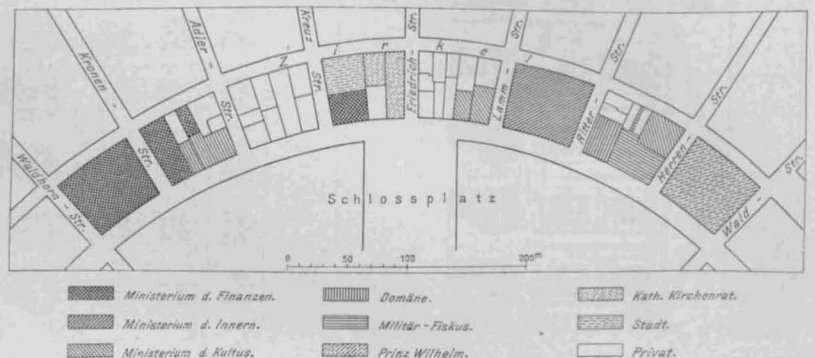 Kronen - Str.
Adler - Str.
Kreuz - Str.
Friedrich - Str.
Lamm - Str.
Ritter - Str.
Herren - Str.
Waldhorn - Str.
Wald - Str.
Z i r k e l
Schlossplatz
0 50 100 200m
Ministerium d. Finanzen.
Domäne.
Kath. Kirchenrat.
Ministerium d. Innern.
Militär-Fiskus.
Stadt.
Ministerium d. Kultus.
Prinz Wilhelm.
Privat.